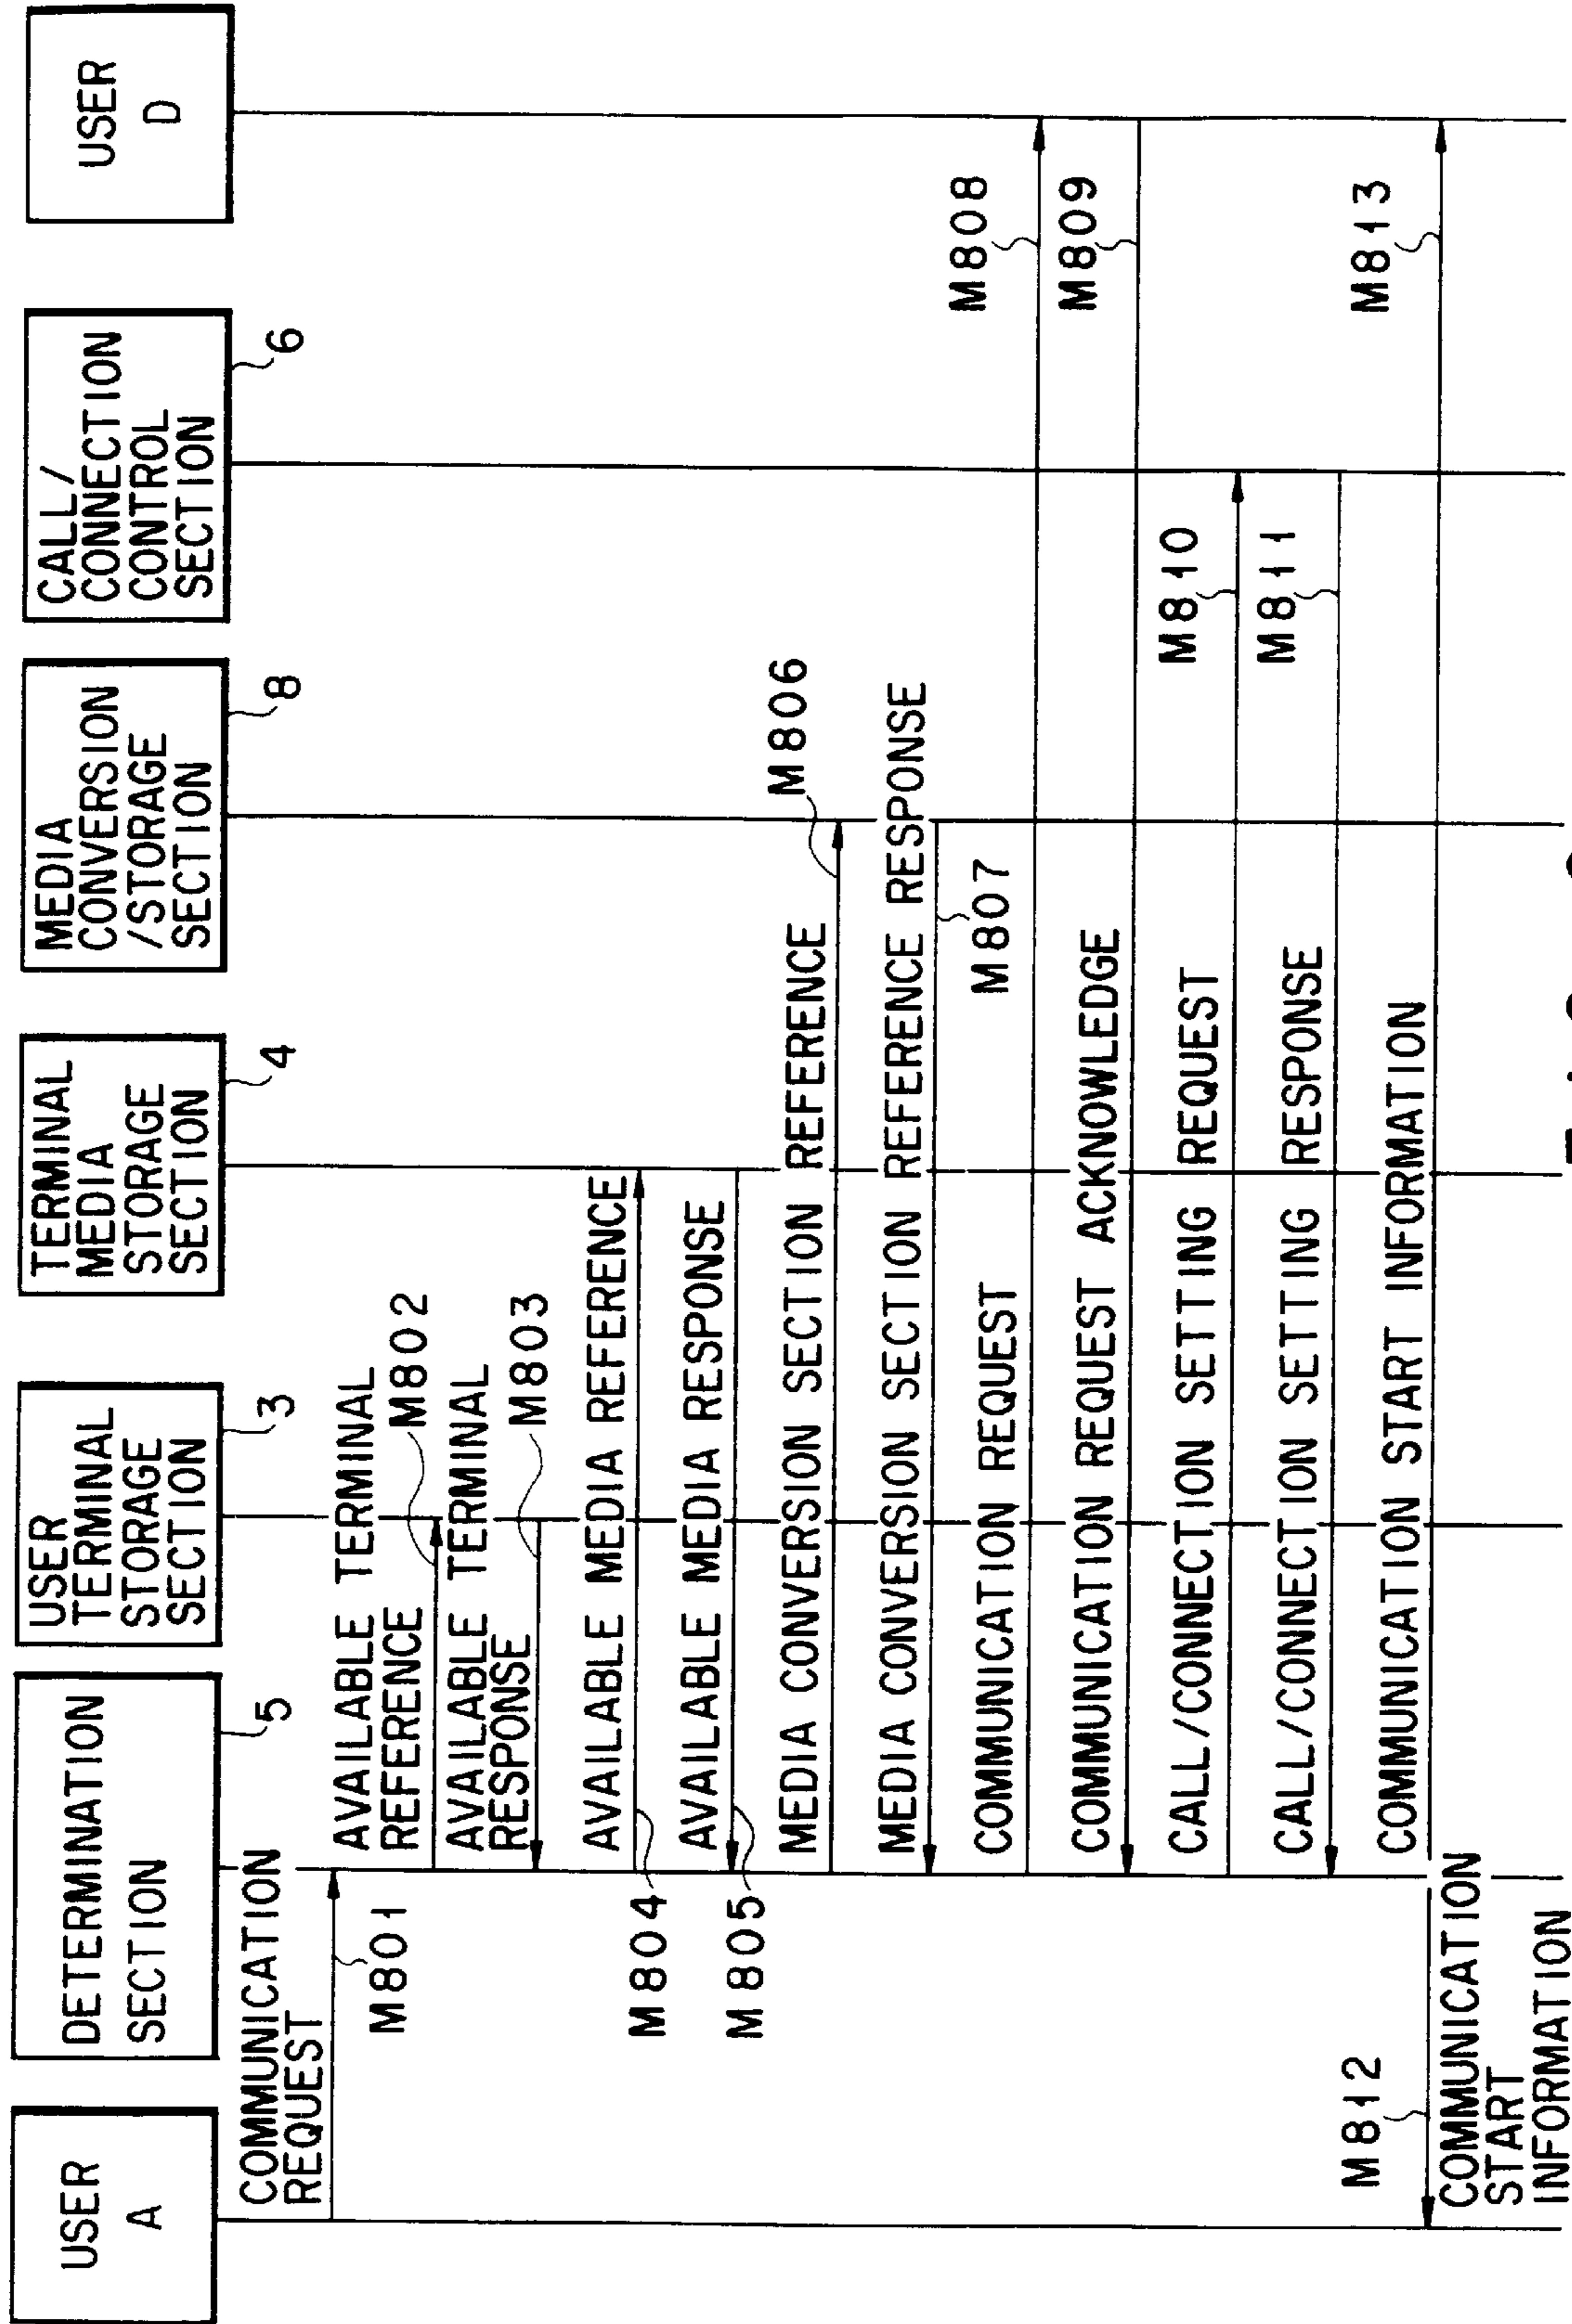 USER
A
DETERMINATION
SECTION
5
USER
TERMINAL
STORAGE
SECTION
3
TERMINAL
MEDIA
STORAGE
SECTION
4
MEDIA
CONVERSION
/STORAGE
SECTION
8
CALL/
CONNECTION
CONTROL
SECTION
6
USER
D
COMMUNICATION
REQUEST
M801
AVAILABLE TERMINAL
REFERENCE
M802
AVAILABLE TERMINAL
RESPONSE
M803
AVAILABLE MEDIA REFERENCE
M804
AVAILABLE MEDIA RESPONSE
M805
MEDIA CONVERSION SECTION REFERENCE
M806
MEDIA CONVERSION SECTION REFERENCE RESPONSE
M807
COMMUNICATION REQUEST
M808
COMMUNICATION REQUEST ACKNOWLEDGE
M809
CALL/CONNECTION SETTING REQUEST
M810
CALL/CONNECTION SETTING RESPONSE
M811
COMMUNICATION START INFORMATION
M813
M812
COMMUNICATION
START
INFORMATION